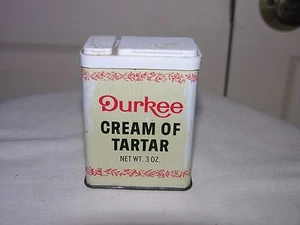 Durkee
CREAM OF
TARTAR
NET WT. 3 OZ.